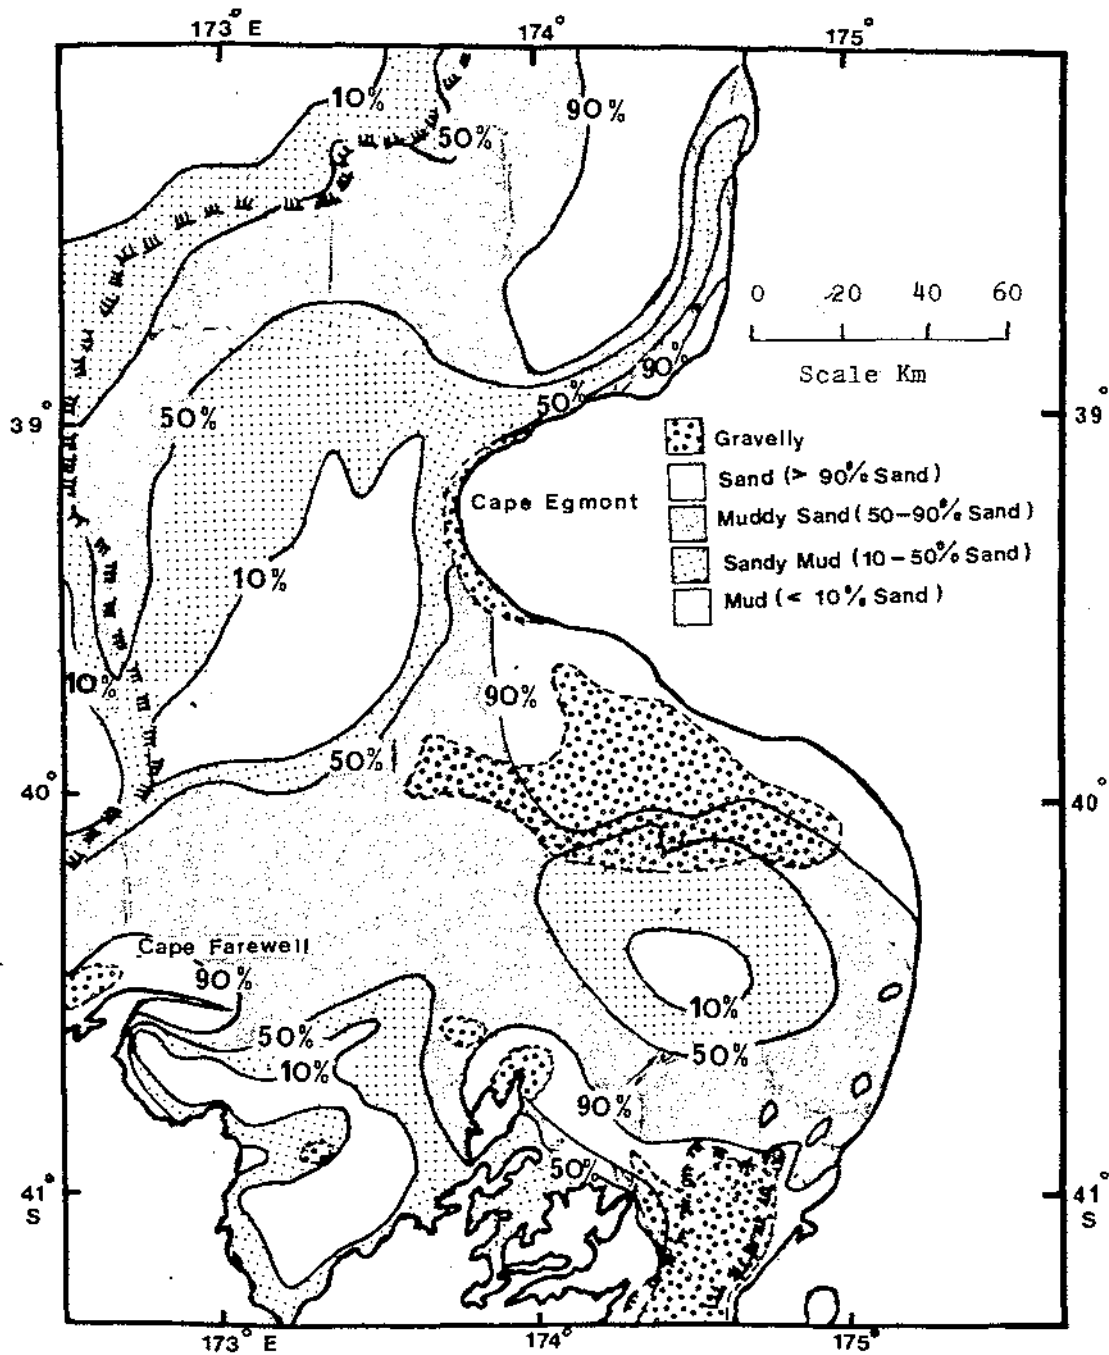 173° E 174° 175°
10%
90%
50%
0 20 40 60
Scale Km
90%
50%
50%
39° 39°
Gravelly
Sand (> 90% Sand)
Cape Egmont
Muddy Sand (50-90% Sand)
Sandy Mud (10-50% Sand)
10%
Mud (< 10% Sand)
10%
90%
50%
40° 40°
Cape Farewell
90%
10%
50%
50%
10%
90%
50%
41° 41°
S S
173° E 174° 175°